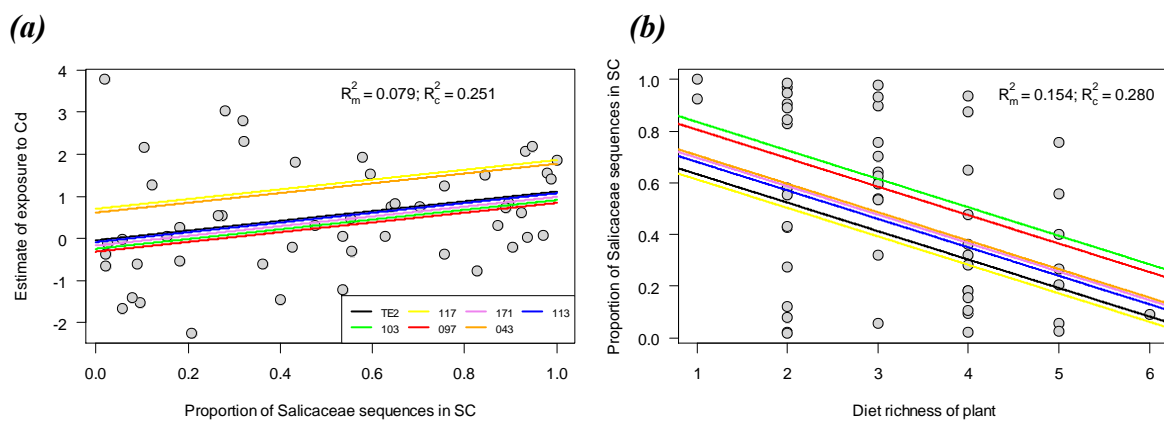 (a)
R²m = 0.079; R²c = 0.251
Estimate of exposure to Cd
4
3
2
1
0
-1
-2
0.0 0.2 0.4 0.6 0.8 1.0
Proportion of Salicaceae sequences in SC
TE2 117 171 113
103 097 043
(b)
R²m = 0.154; R²c = 0.280
Proportion of Salicaceae sequences in SC
1.0
0.8
0.6
0.4
0.2
0.0
1 2 3 4 5 6
Diet richness of plant